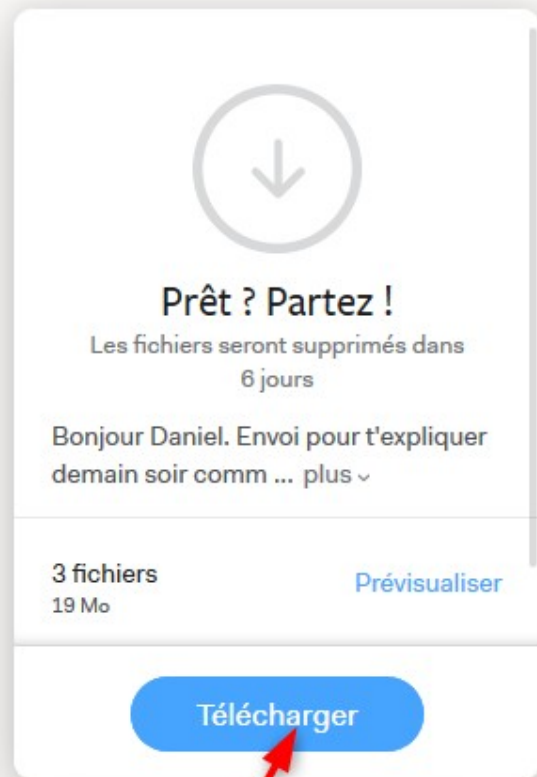 Prêt ? Partez !
Les fichiers seront supprimés dans
6 jours
Bonjour Daniel. Envoi pour t'expliquer
demain soir comm ... plus
3 fichiers
Prévisualiser
19 Mo
Télécharger